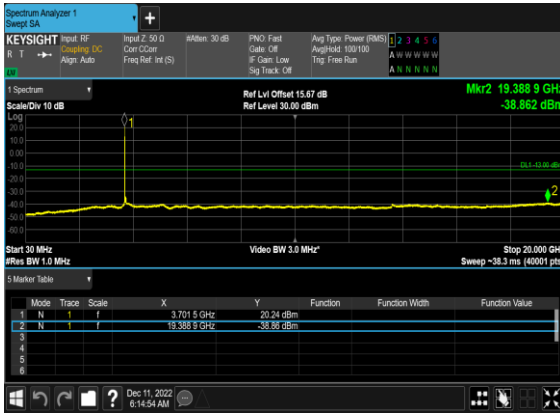 Spectrum Analyzer 1
Swept SA
+
KEYSIGHT Input: RF Input Z: 50 Ω #Atten: 30 dB PNO: Fast Avg Type: Power (RMS) 1 2 3 4 5 6
R T Coupling: DC Corr CCorr Gate: Off Avg|Hold: 100/100 A W W W W W
Align: Auto Freq Ref: Int (S) IF Gain: Low Trig: Free Run
Sig Track: Off A N N N N N
1 Spectrum Ref Lvl Offset 15.67 dB Mkr2 19.388 9 GHz
Scale/Div 10 dB Ref Level 30.00 dBm -38.862 dBm
Log
1
20.0
10.0
0.00
-10.0 DL1 -13.00 dBm
-20.0
-30.0 2
-40.0
-50.0
-60.0
Start 30 MHz Video BW 3.0 MHz* Stop 20.000 GHz
#Res BW 1.0 MHz Sweep ~38.3 ms (40001 pts)
5 Marker Table
Mode Trace Scale X Y Function Function Width Function Value
1 N 1 f 3.701 5 GHz 20.24 dBm
2 N 1 f 19.388 9 GHz -38.86 dBm
3
4
5
6
? Dec 11, 2022
6:14:54 AM